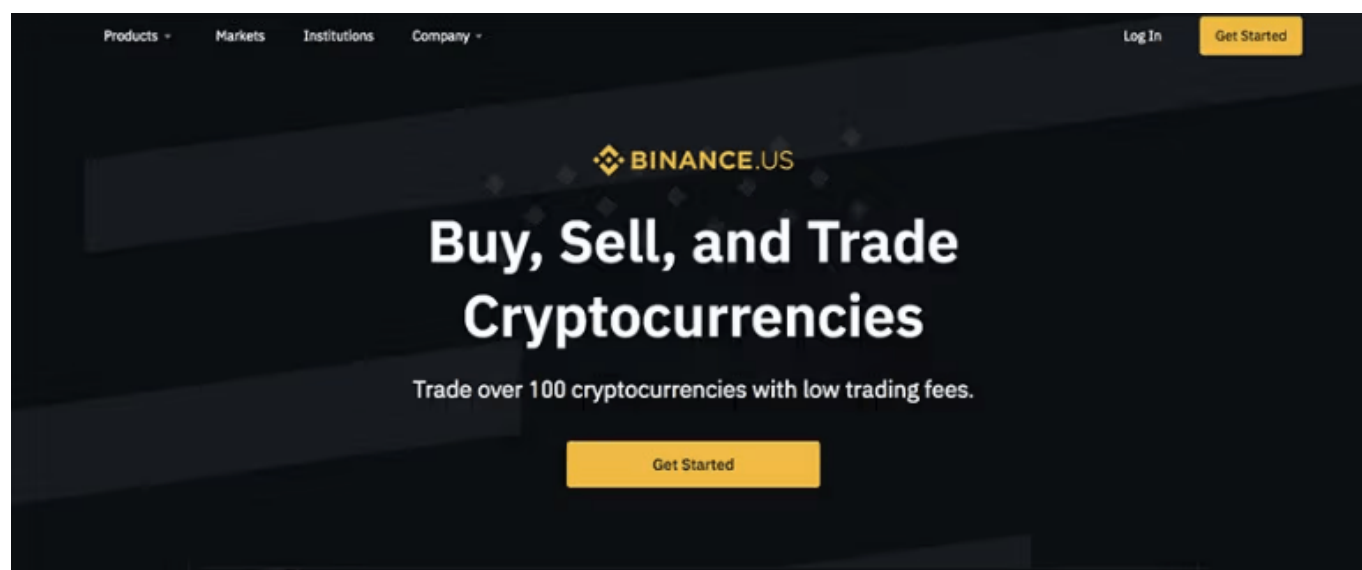 Products Markets Institutions Company Log In Get Started
BINANCE.US
Buy, Sell, and Trade
Cryptocurrencies
Trade over 100 cryptocurrencies with low trading fees.
Get Started